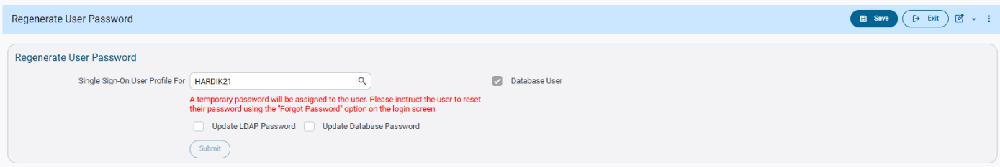 Regenerate User Password
Save
Exit
Regenerate User Password
Single Sign-On User Profile For
HARDIK21
Database User
A temporary password will be assigned to the user. Please instruct the user to reset
their password using the "Forgot Password" option on the login screen
Update LDAP Password
Update Database Password
Submit